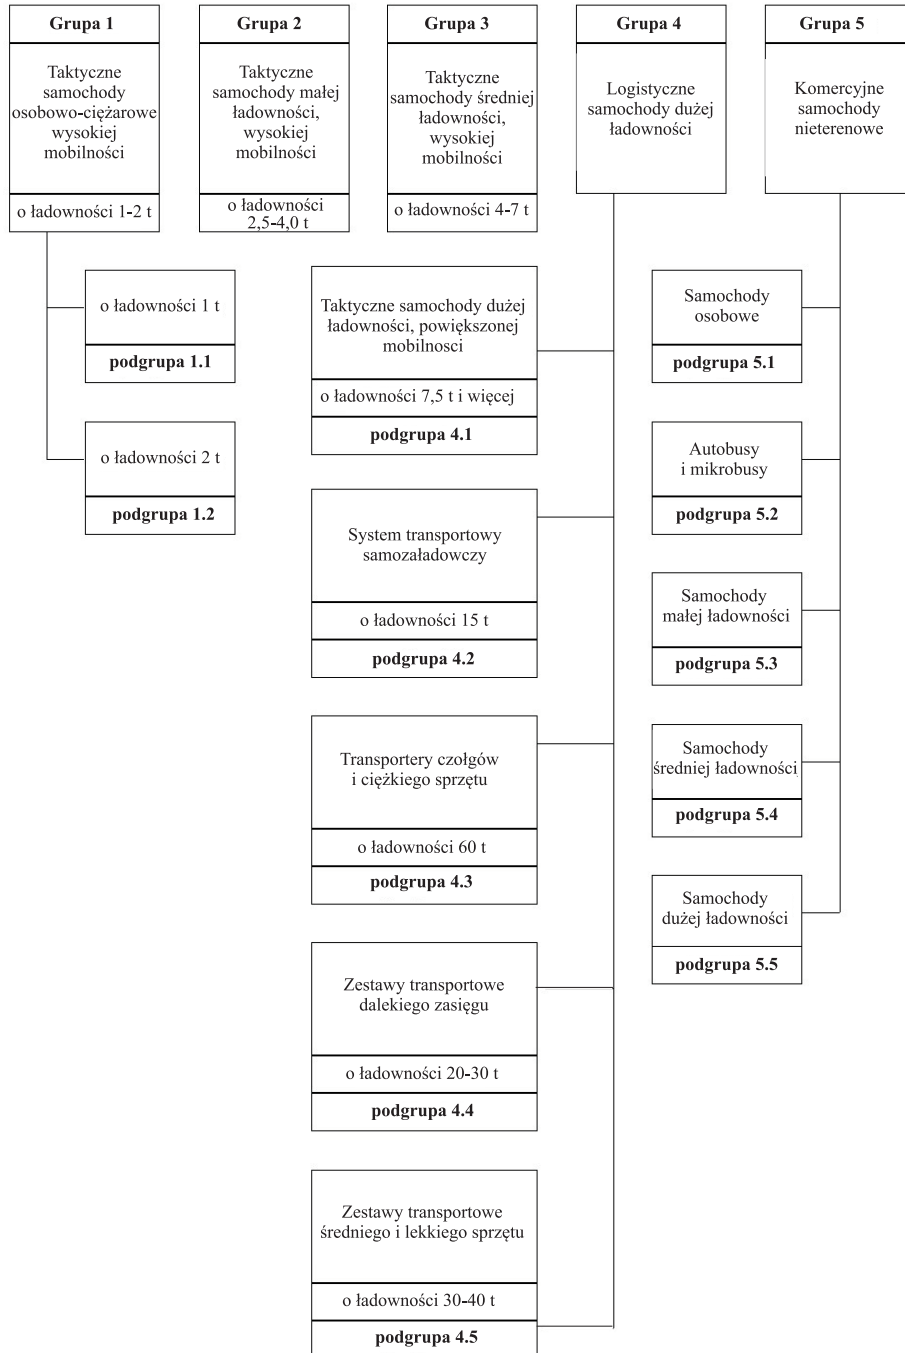 Grupa 1
Taktyczne
samochody
osobowo-ciężarowe
wysokiej
mobilności
o ładowności 1-2 t
Grupa 2
Taktyczne
samochody małej
ładowności,
wysokiej
mobilności
o ładowności
2,5-4,0 t
Grupa 3
Taktyczne
samochody średniej
ładowności,
wysokiej
mobilności
o ładowności 4-7 t
Grupa 4
Logistyczne
samochody dużej
ładowności
Grupa 5
Komercyjne
samochody
nieterenowe
o ładowności 1 t
podgrupa 1.1
o ładowności 2 t
podgrupa 1.2
Taktyczne samochody dużej
ładowności, powiększonej
mobilnosci
o ładowności 7,5 t i więcej
podgrupa 4.1
System transportowy
samozaładowczy
o ładowności 15 t
podgrupa 4.2
Transportery czołgów
i ciężkiego sprzętu
o ładowności 60 t
podgrupa 4.3
Zestawy transportowe
dalekiego zasięgu
o ładowności 20-30 t
podgrupa 4.4
Zestawy transportowe
średniego i lekkiego sprzętu
o ładowności 30-40 t
podgrupa 4.5
Samochody
osobowe
podgrupa 5.1
Autobusy
i mikrobusy
podgrupa 5.2
Samochody
małej ładowności
podgrupa 5.3
Samochody
średniej ładowności
podgrupa 5.4
Samochody
dużej ładowności
podgrupa 5.5